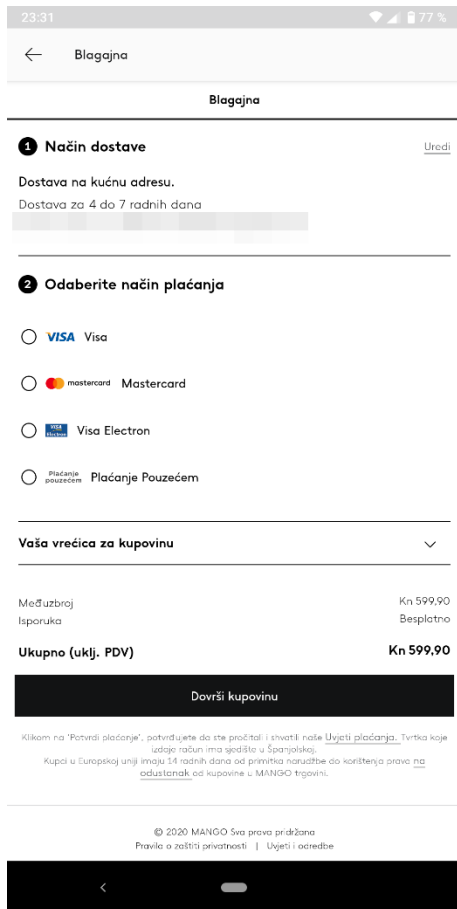 23:31 77 %
Blagajna
Blagajna
1 Način dostave Uredi
Dostava na kućnu adresu.
Dostava za 4 do 7 radnih dana
2 Odaberite način plaćanja
VISA Visa
mastercard Mastercard
VISA Electron Visa Electron
Plaćanje pouzećem Plaćanje Pouzećem
Vaša vrećica za kupovinu
Međuzbroj Kn 599,90
Isporuka Besplatno
Ukupno (uklj. PDV) Kn 599,90
Dovrši kupovinu
Klikom na 'Potvrdi plaćanje', potvrđujete da ste pročitali i shvatili naše Uvjeti plaćanja. Tvrtka koje
izdaje račun ima sjedište u Španjolskoj.
Kupci u Europskoj uniji imaju 14 radnih dana od primitka narudžbe do korištenja prava na
odustanak od kupovine u MANGO trgovini.
© 2020 MANGO Sva prava pridržana
Pravila o zaštiti privatnosti | Uvjeti i odredbe